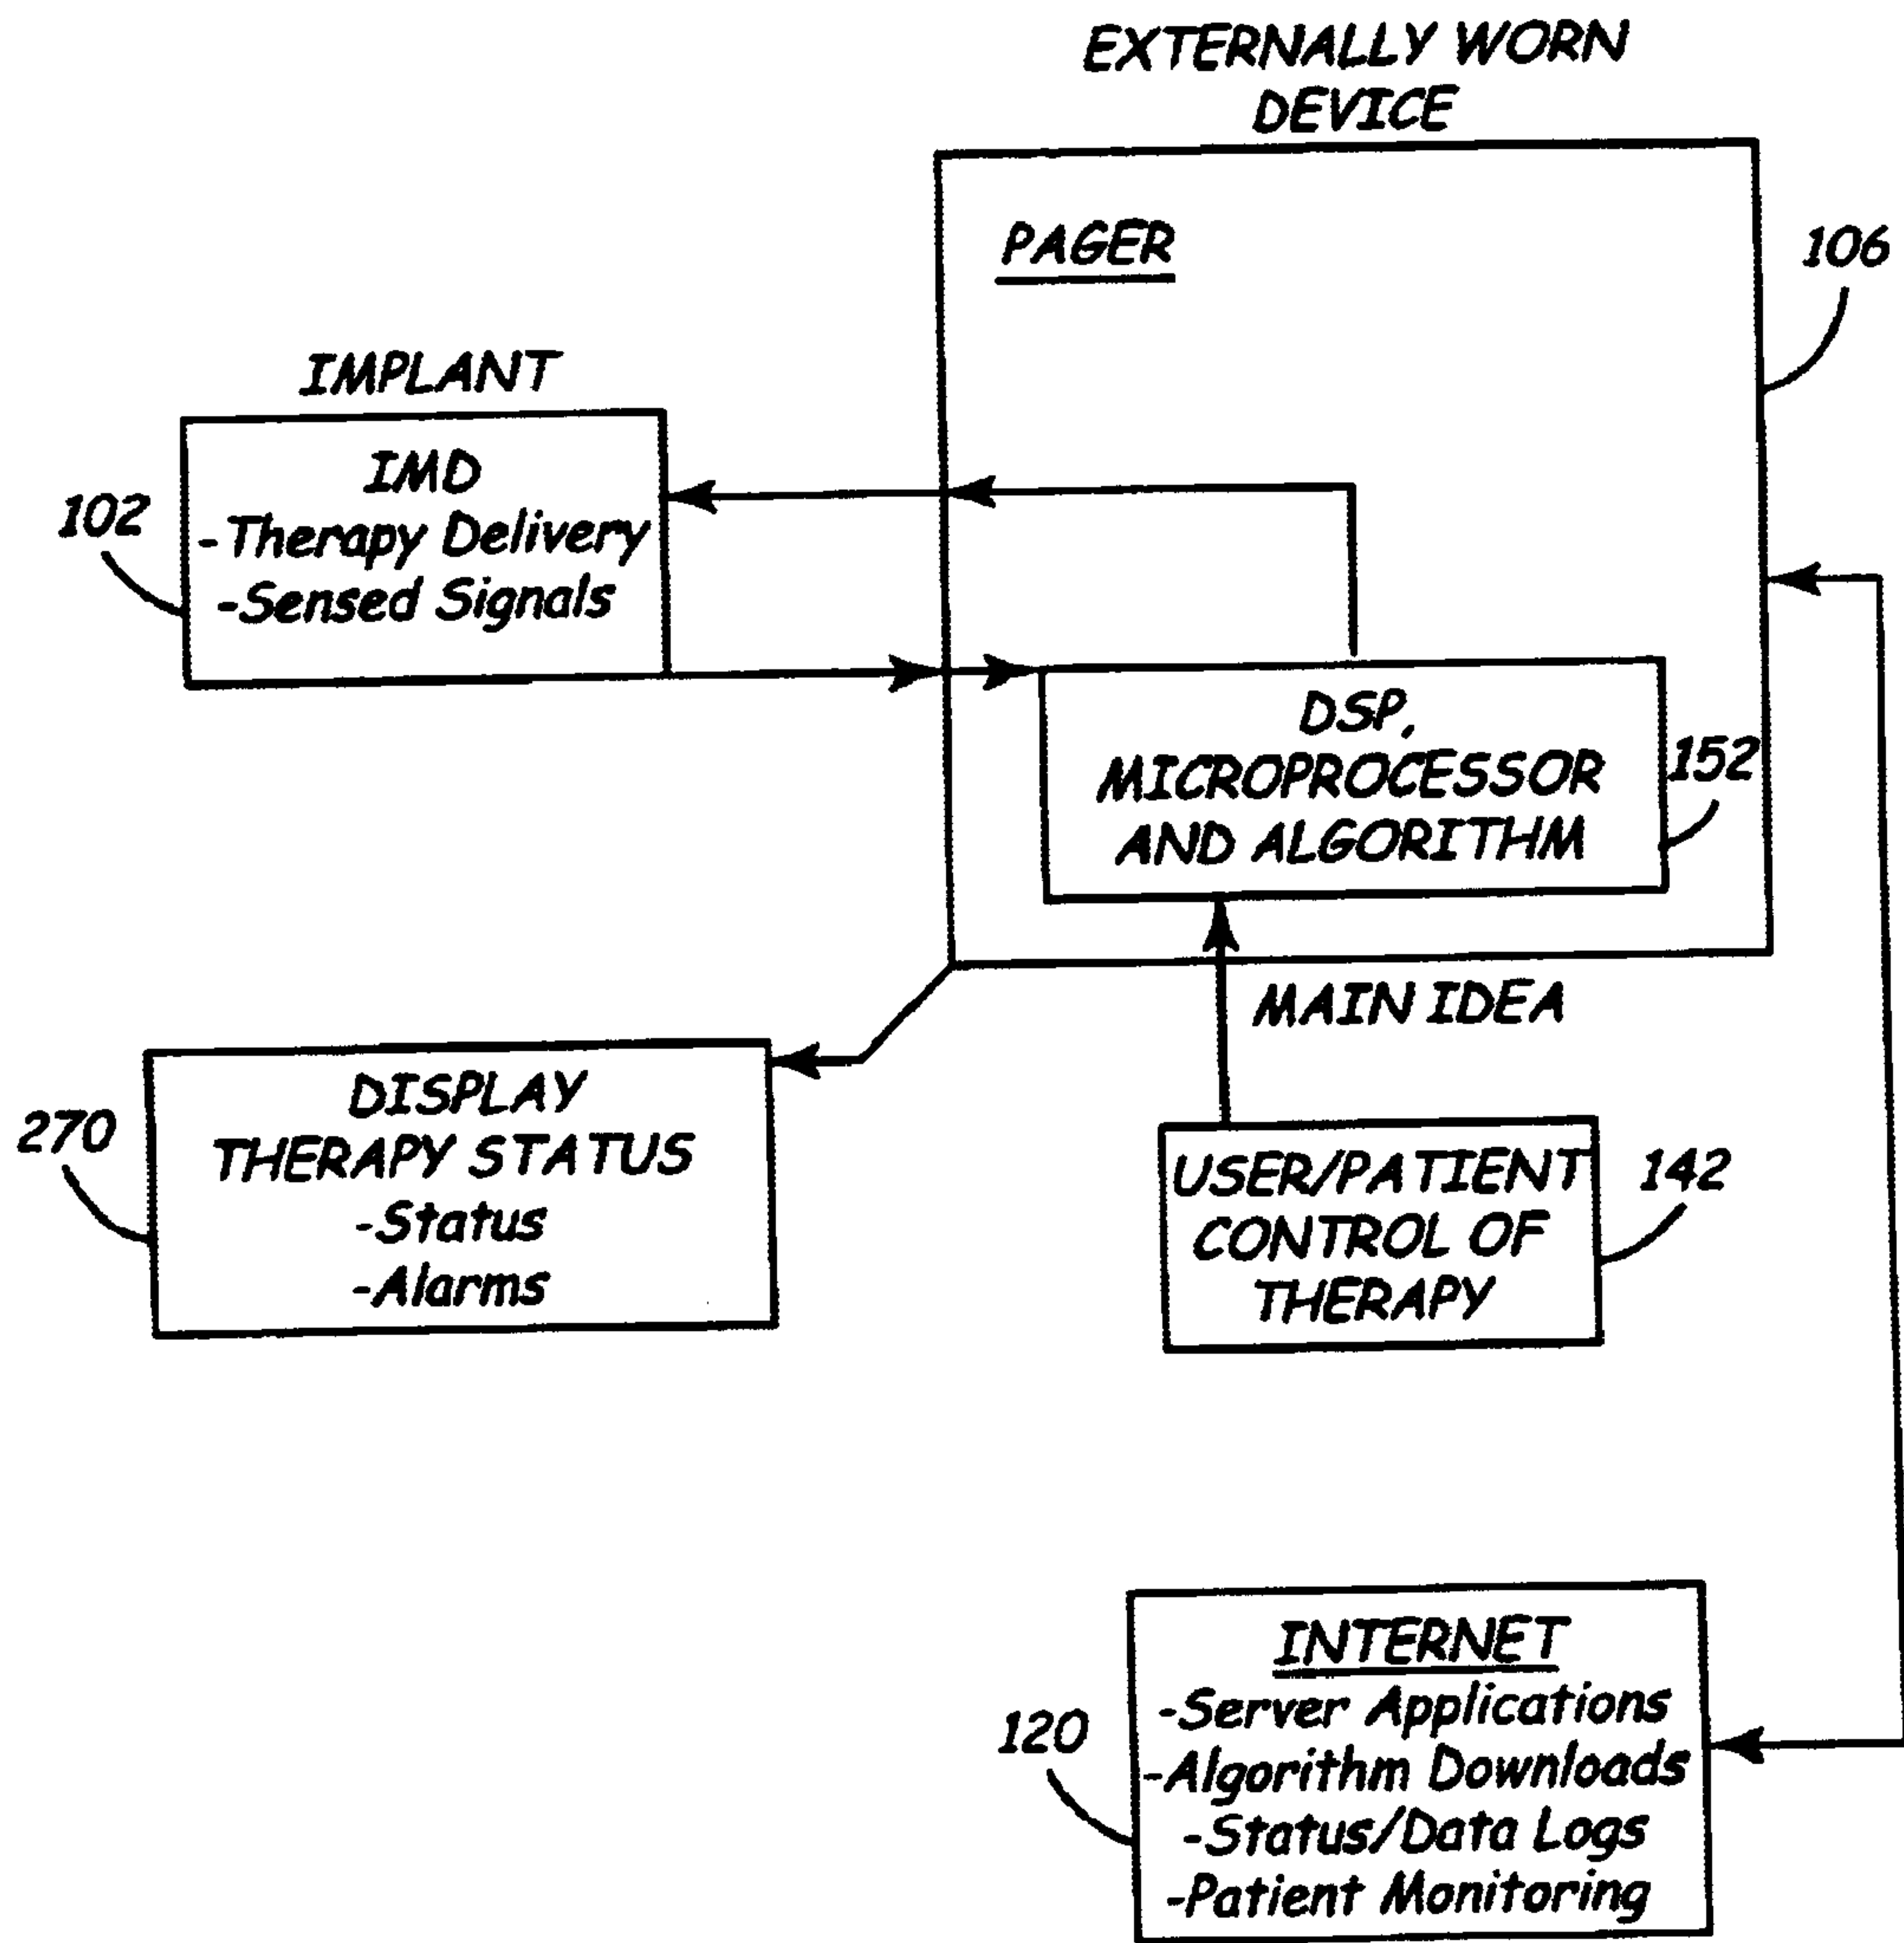 EXTERNALLY WORN
DEVICE
PAGER
106
IMPLANT
IMD
-Therapy Delivery
-Sensed Signals
102
DSP,
MICROPROCESSOR
AND ALGORITHM
152
MAIN IDEA
DISPLAY
THERAPY STATUS
-Status
-Alarms
270
USER/PATIENT
CONTROL OF
THERAPY
142
INTERNET
-Server Applications
-Algorithm Downloads
-Status/Data Logs
-Patient Monitoring
120